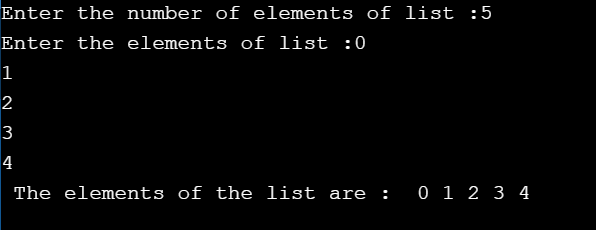 Enter the number of elements of list :5
Enter the elements of list :0
1
2
3
4
The elements of the list are :  0 1 2 3 4